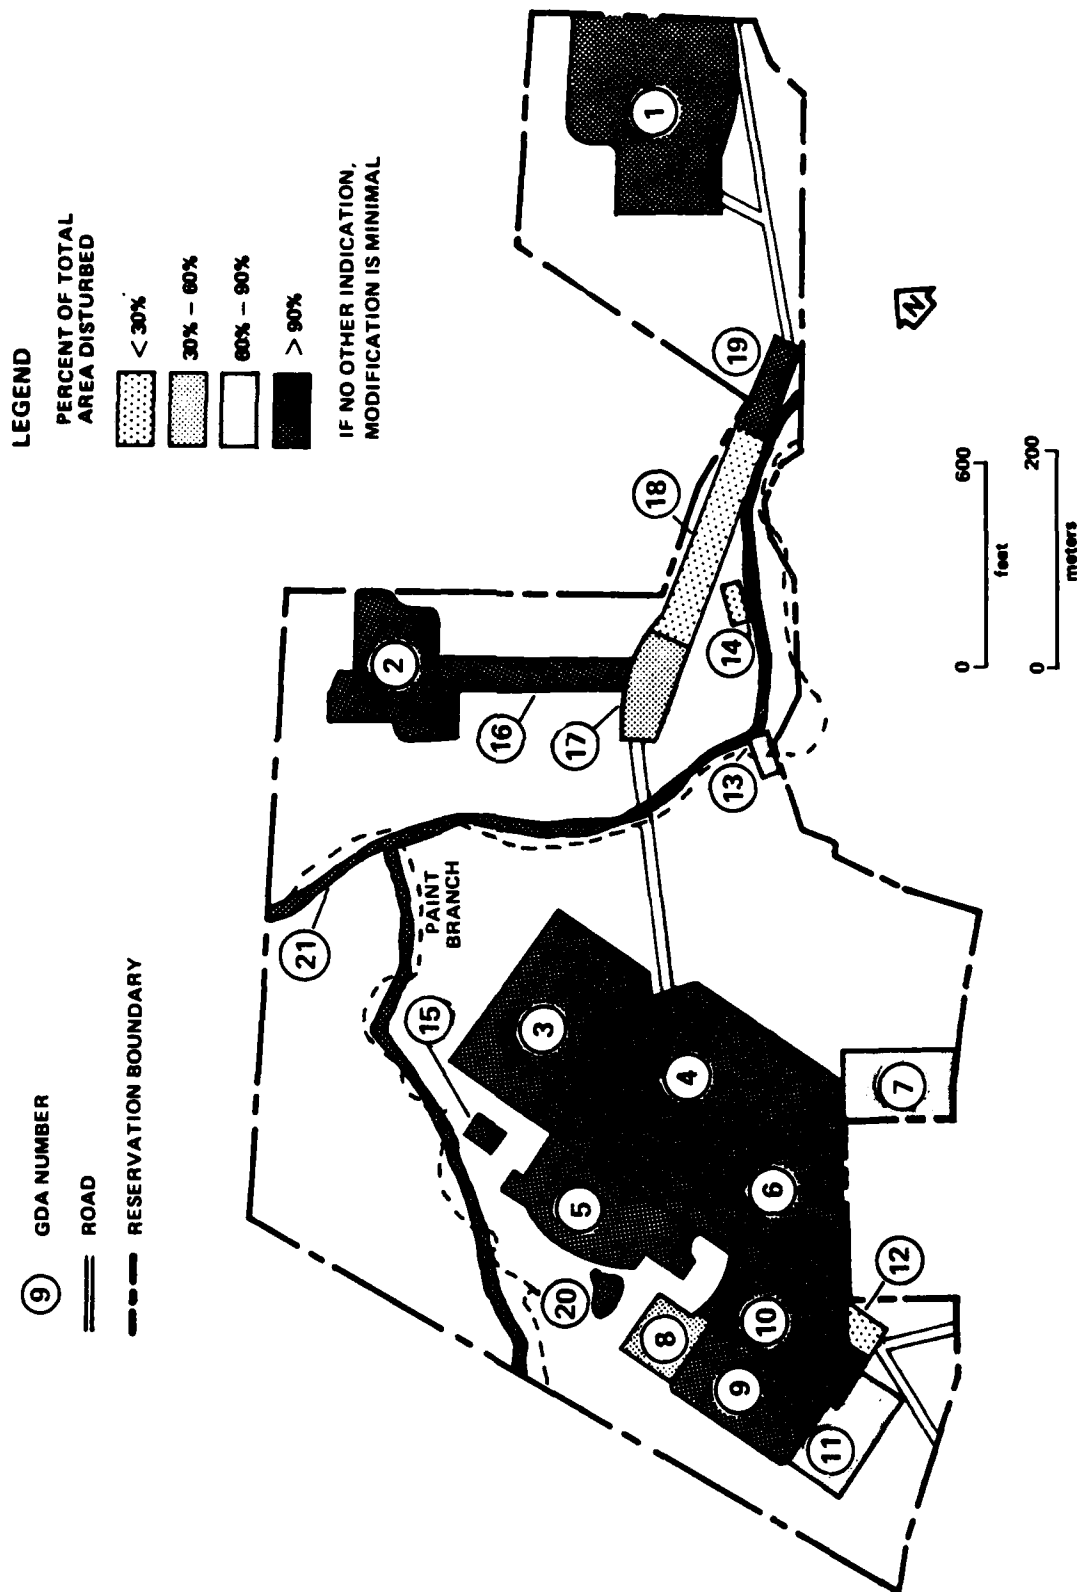 9 GDA NUMBER
ROAD
RESERVATION BOUNDARY
LEGEND
PERCENT OF TOTAL
AREA DISTURBED
< 30%
30% – 60%
60% – 90%
> 90%
IF NO OTHER INDICATION,
MODIFICATION IS MINIMAL
21
PAINT
BRANCH
15
20
2
16
17
18
19
1
14
13
3
4
5
6
7
8
9
10
11
12
N
0 600
feet
0 200
meters